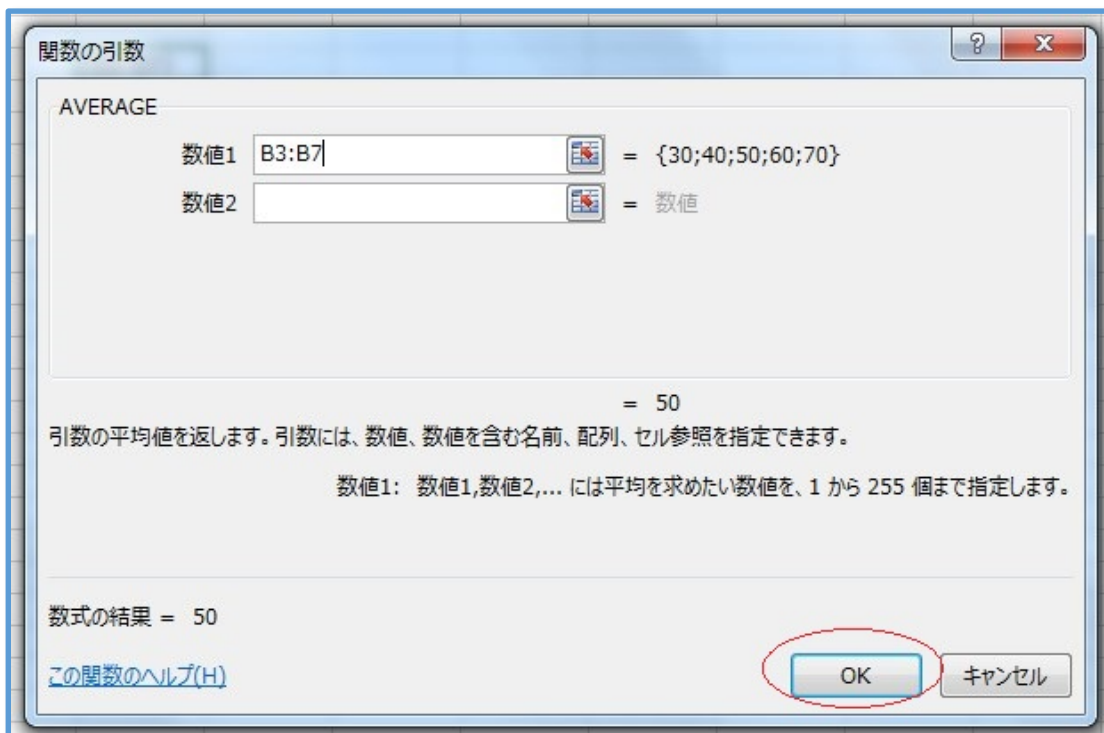 関数の引数
?
X
AVERAGE
数値1 B3:B7 = {30;40;50;60;70}
数値2 = 数値
= 50
引数の平均値を返します。引数には、数値、数値を含む名前、配列、セル参照を指定できます。
数値1: 数値1,数値2,... には平均を求めたい数値を、1 から 255 個まで指定します。
数式の結果 = 50
この関数のヘルプ(H)
OK
キャンセル